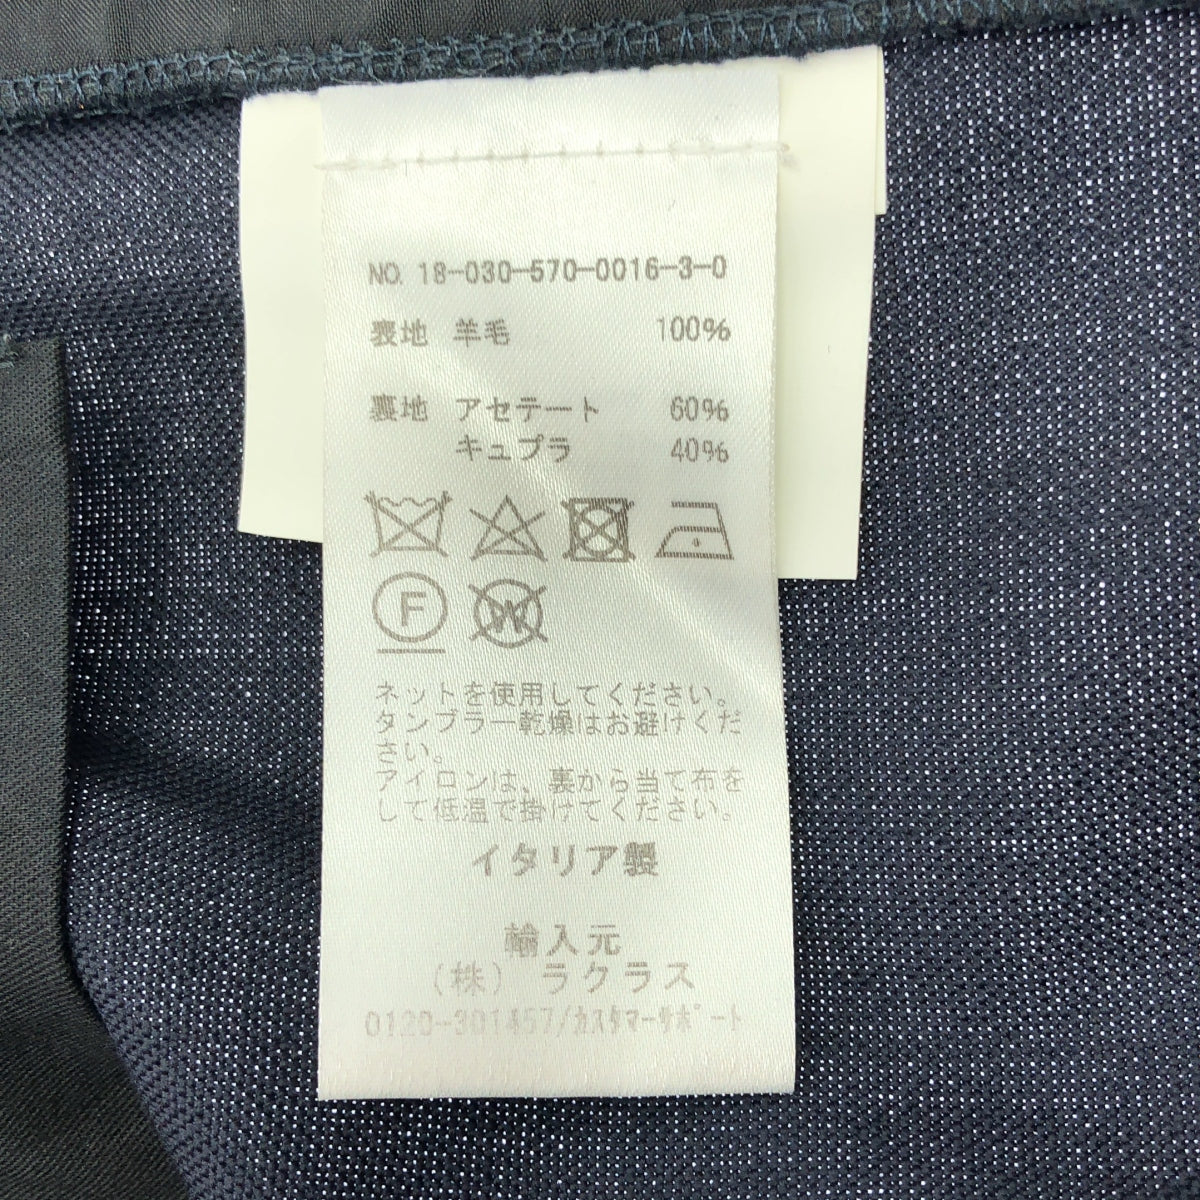 NO. 18-030-570-0016-3-0
表地 羊毛 100%
裏地 アセテート 60%
キュプラ 40%
F
W
ネットを使用してください。
タンブラー乾燥はお避けくだ
さい。
アイロンは、裏から当て布を
して低温で掛けてください。
イタリア製
輸入元
(株) ラクラス
0120-301457/ｶｽﾀﾏｰｻﾎﾟｰﾄ